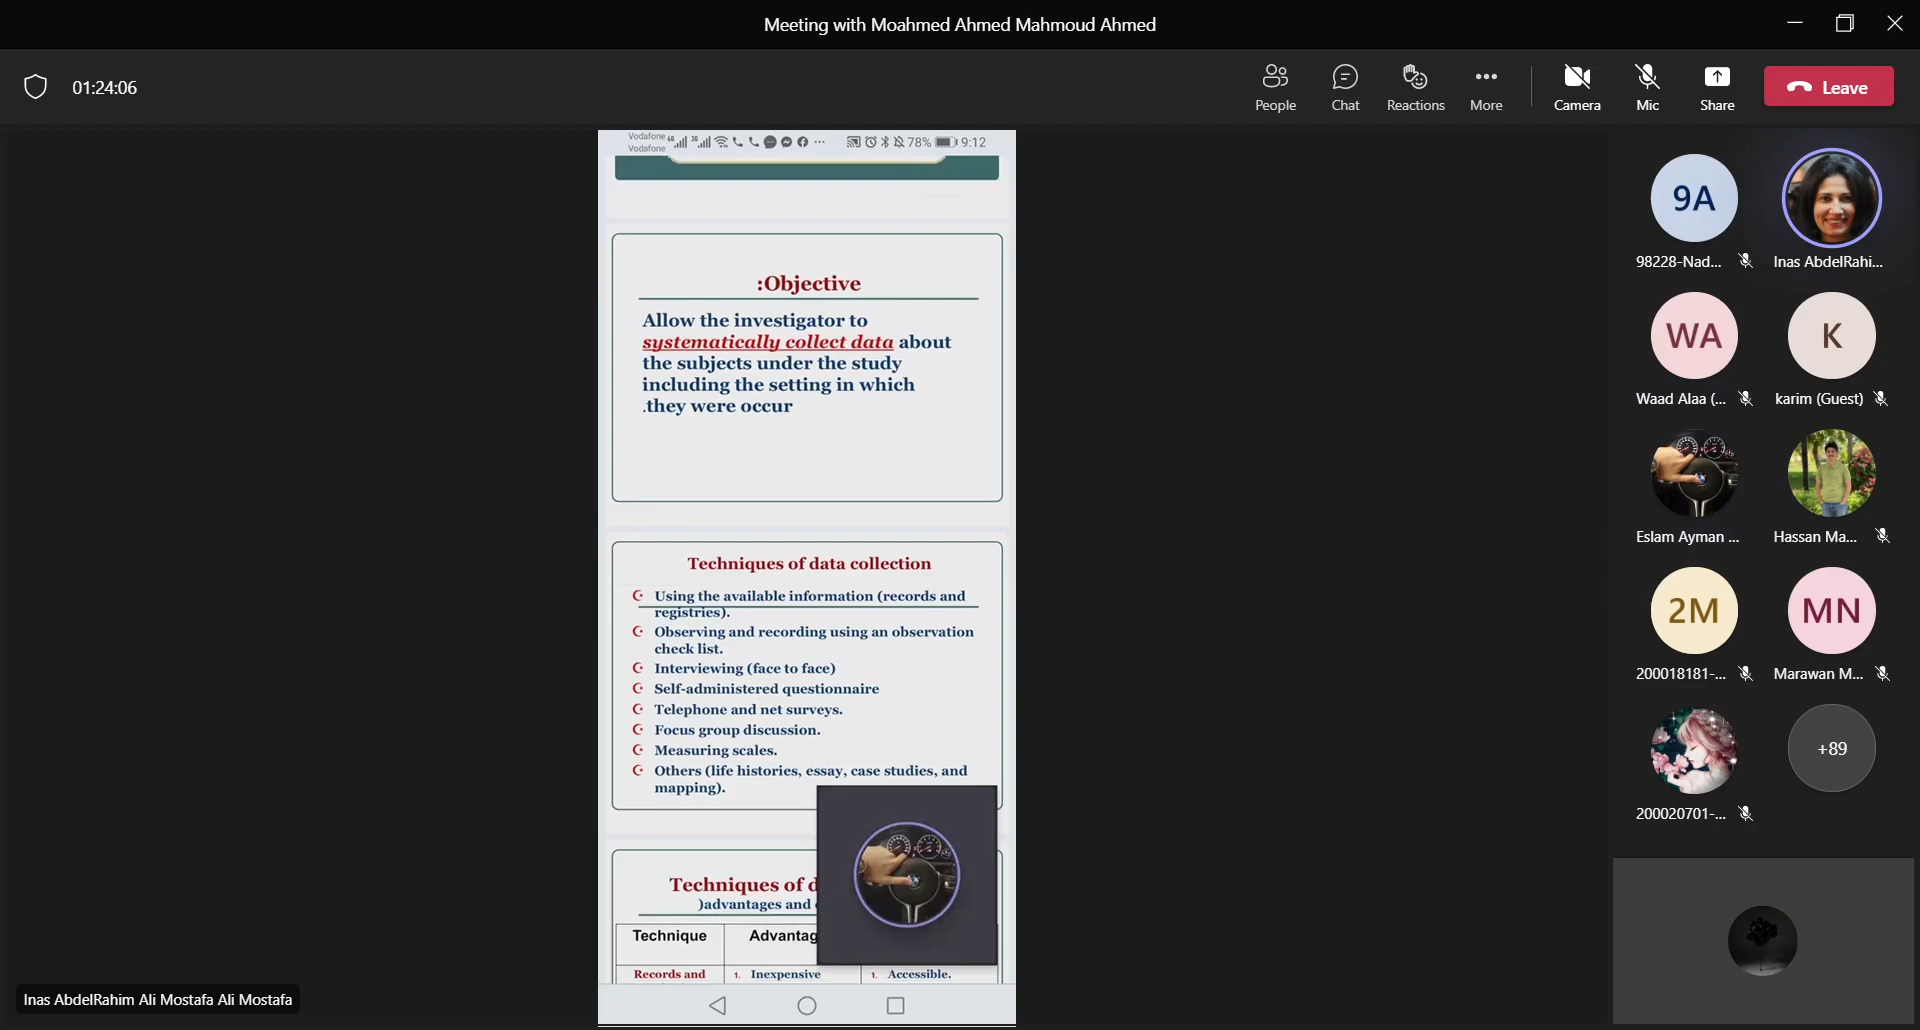 Meeting with Moahmed Ahmed Mahmoud Ahmed
01:24:06
People
Chat
Reactions
More
Camera
Mic
Share
Leave
Vodafone
Vodafone
4G
3G
78%
9:12
:Objective
Allow the investigator to
systematically collect data about
the subjects under the study
including the setting in which
.they were occur
Techniques of data collection
Using the available information (records and
registries).
Observing and recording using an observation
check list.
Interviewing (face to face)
Self-administered questionnaire
Telephone and net surveys.
Focus group discussion.
Measuring scales.
Others (life histories, essay, case studies, and
mapping).
Techniques of d
)advantages and
Technique
Advantag
Records and
1. Inexpensive
1. Accessible.
9A
98228-Nad...
Inas AbdelRahi...
WA
Waad Alaa (...
K
karim (Guest)
Eslam Ayman ...
Hassan Ma...
2M
200018181-...
MN
Marawan M...
200020701-...
+89
Inas AbdelRahim Ali Mostafa Ali Mostafa